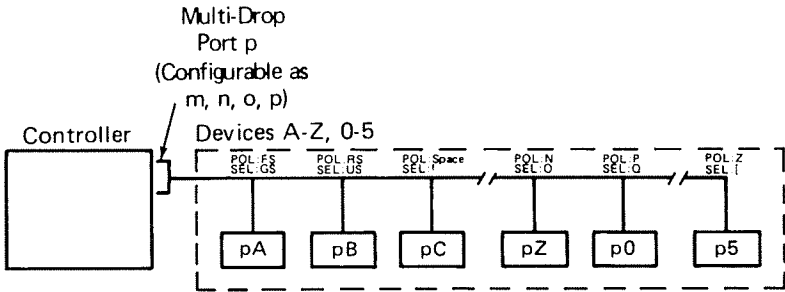 Multi-Drop
Port p
(Configurable as
m, n, o, p)
Controller
Devices A-Z, 0-5
POL:FS
SEL:GS
POL:RS
SEL:US
POL:Space
SEL:!
POL:N
SEL:O
POL:P
SEL:Q
POL:Z
SEL:[
pA
pB
pC
pZ
p0
p5